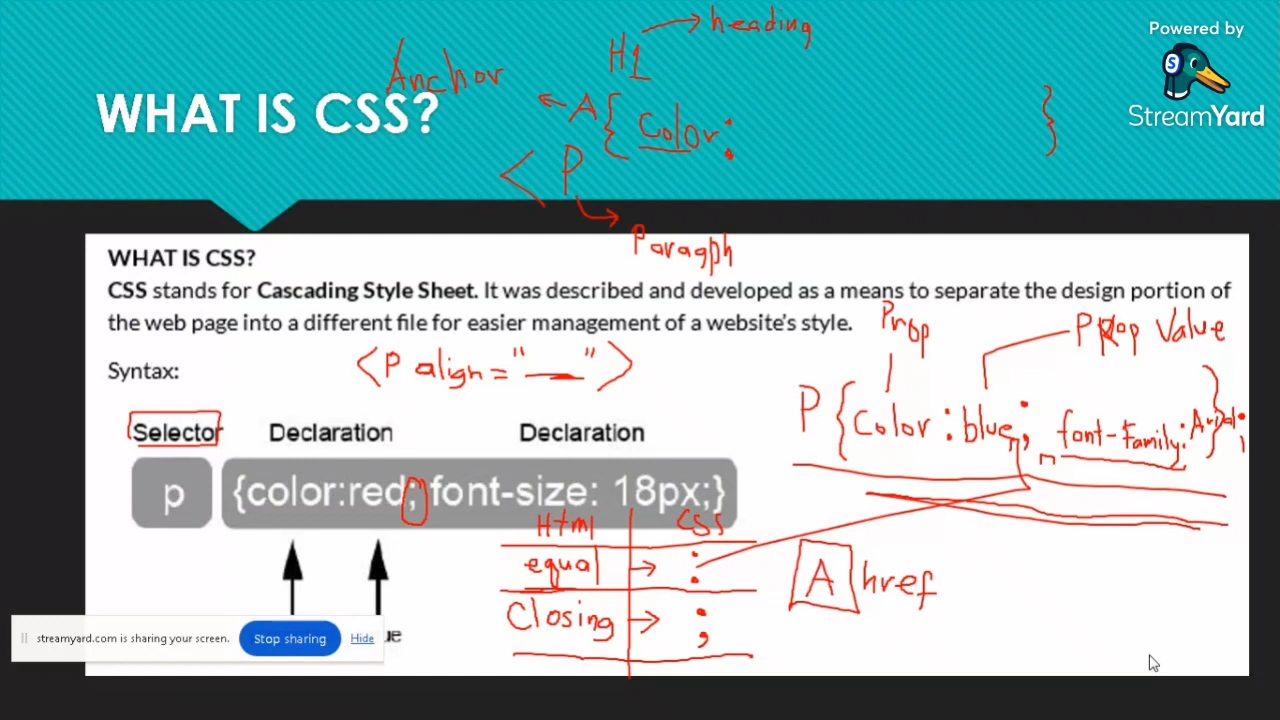 Powered by
StreamYard
H1 heading
Anchor A { Color: }
WHAT IS CSS?
< P
Paragph
WHAT IS CSS?
CSS stands for Cascading Style Sheet. It was described and developed as a means to separate the design portion of
the web page into a different file for easier management of a website's style.
Prop
Prop Value
Syntax:
<P align = "__">
P { Color : blue; font-Family: Arial; }
Selector Declaration Declaration
p {color:red; font-size: 18px;}
Html CSS
equal :
Closing ;
A href
streamyard.com is sharing your screen. Stop sharing Hide
ue